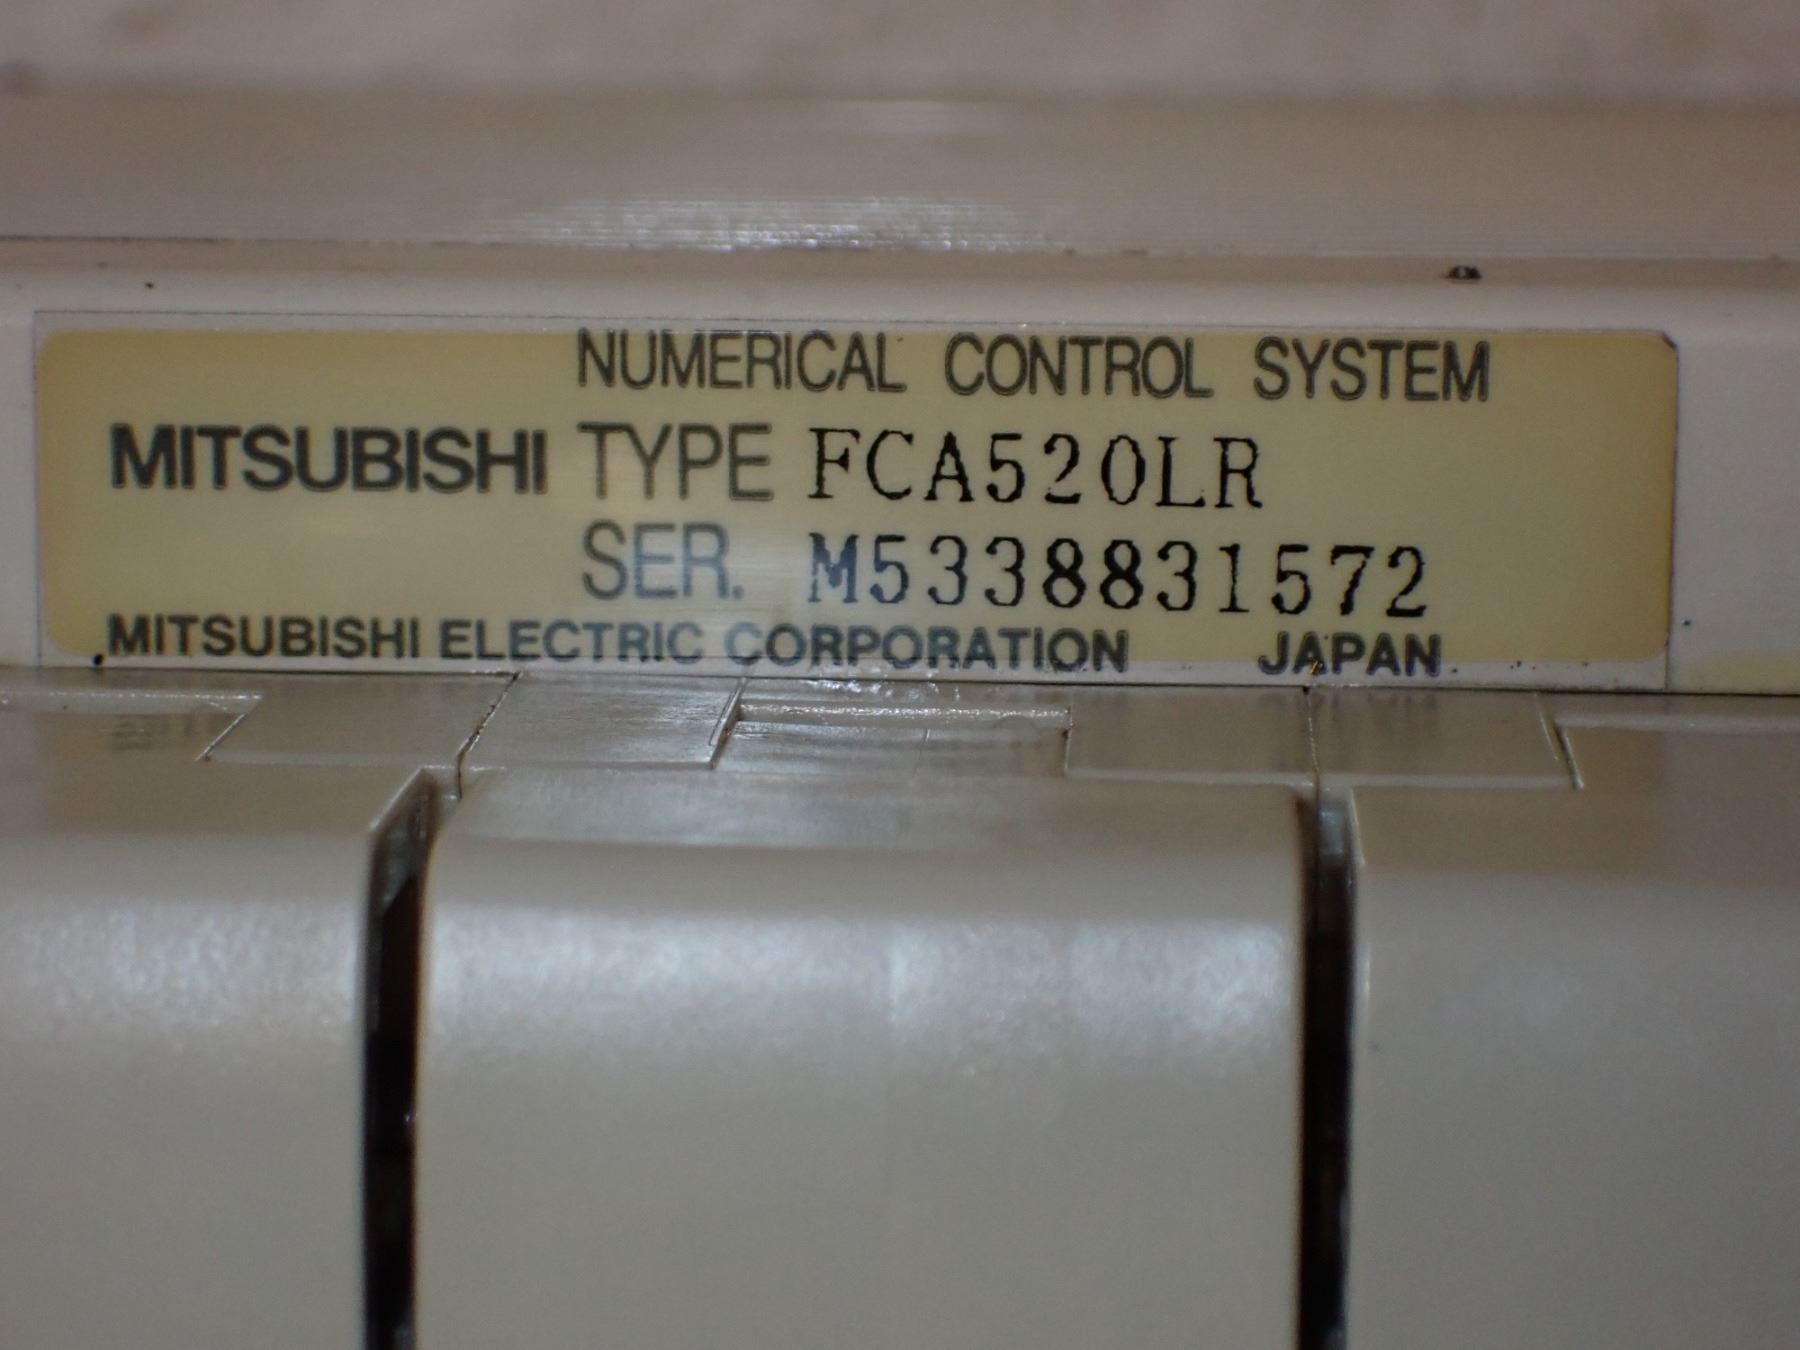 NUMERICAL CONTROL SYSTEM
MITSUBISHI TYPE FCA520LR
SER. M5338831572
MITSUBISHI ELECTRIC CORPORATION JAPAN